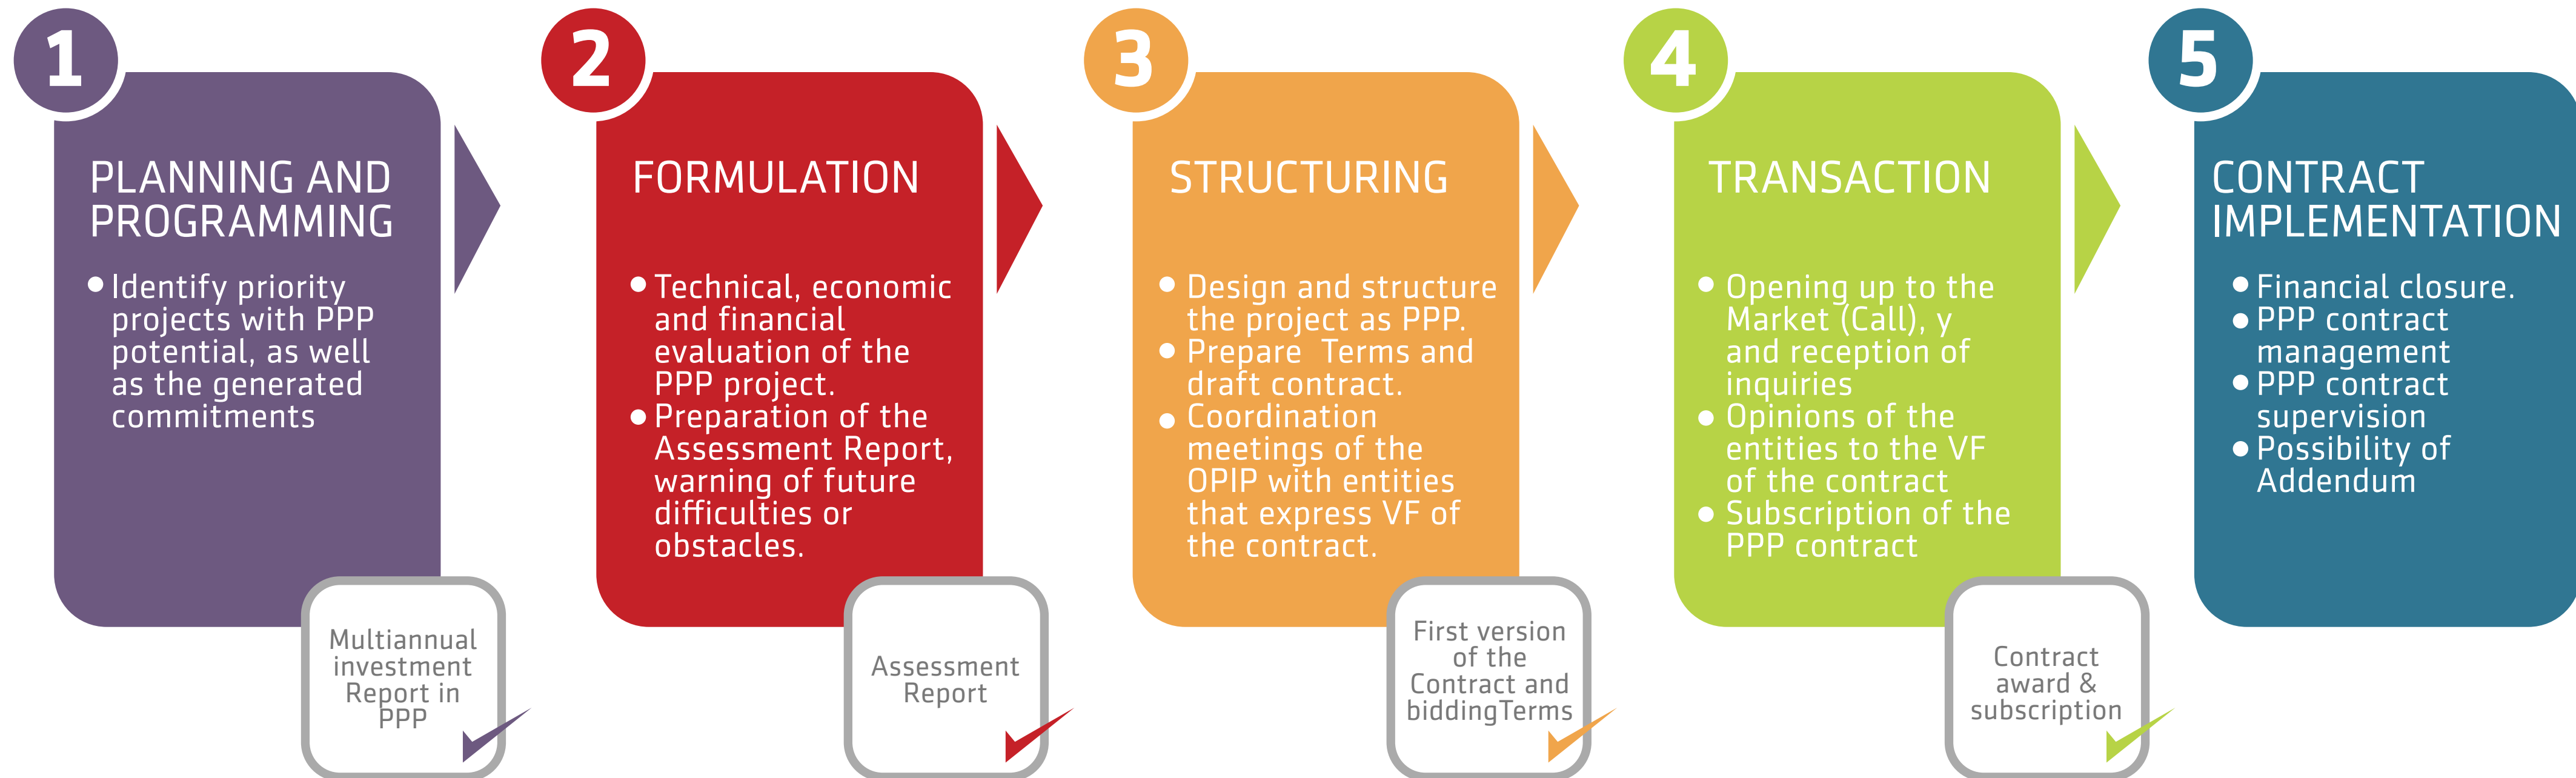 1
PLANNING AND
PROGRAMMING
Identify priority
projects with PPP
potential, as well
as the generated
commitments
Multiannual
investment
Report in
PPP
2
FORMULATION
Technical, economic
and financial
evaluation of the
PPP project.
Preparation of the
Assessment Report,
warning of future
difficulties or
obstacles.
Assessment
Report
3
STRUCTURING
Design and structure
the project as PPP.
Prepare  Terms and
draft contract.
Coordination
meetings of the
OPIP with entities
that express VF of
the contract.
First version
of the
Contract and
biddingTerms
4
TRANSACTION
Opening up to the
Market (Call), y
and reception of
inquiries
Opinions of the
entities to the VF
of the contract
Subscription of the
PPP contract
Contract
award &
subscription
5
CONTRACT
IMPLEMENTATION
Financial closure.
PPP contract
management
PPP contract
supervision
Possibility of
Addendum